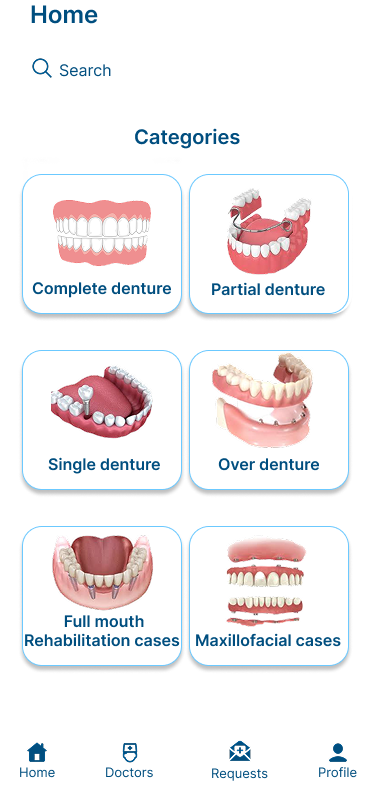 Home
Search
Categories
Complete denture
Partial denture
Single denture
Over denture
Full mouth
Rehabilitation cases
Maxillofacial cases
Home
Doctors
Requests
Profile